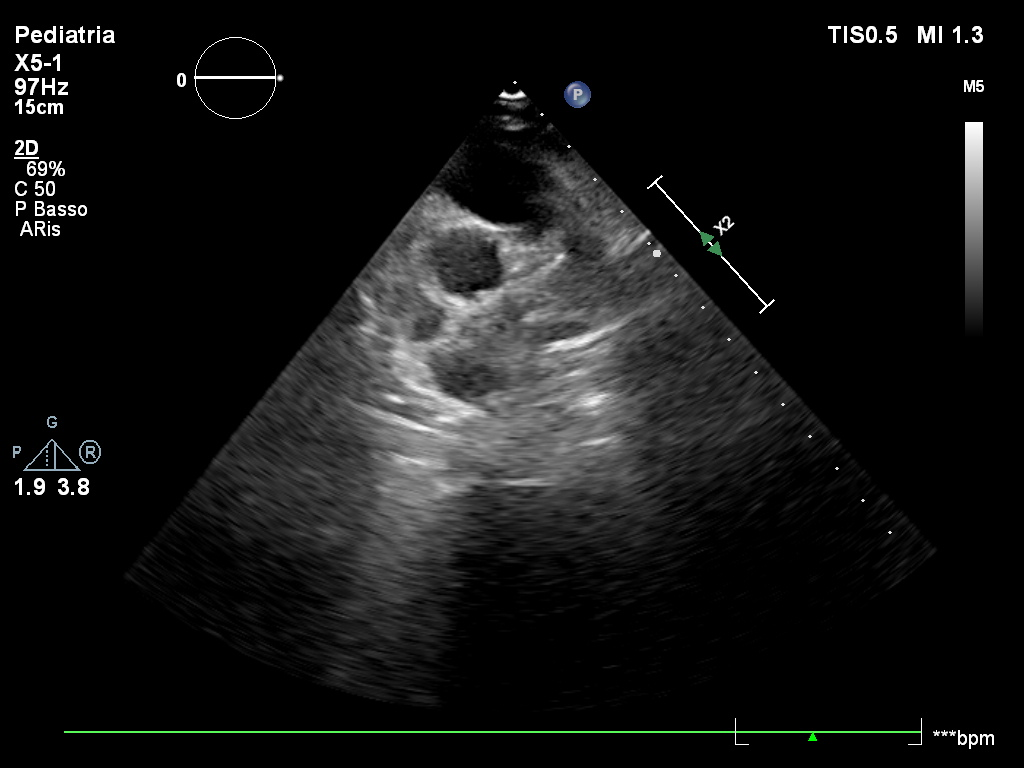 Pediatria
X5-1
97Hz
15cm
0
P
TIS0.5 MI 1.3
M5
2D
69%
C 50
P Basso
ARis
X2
G
P R
1.9 3.8
***bpm